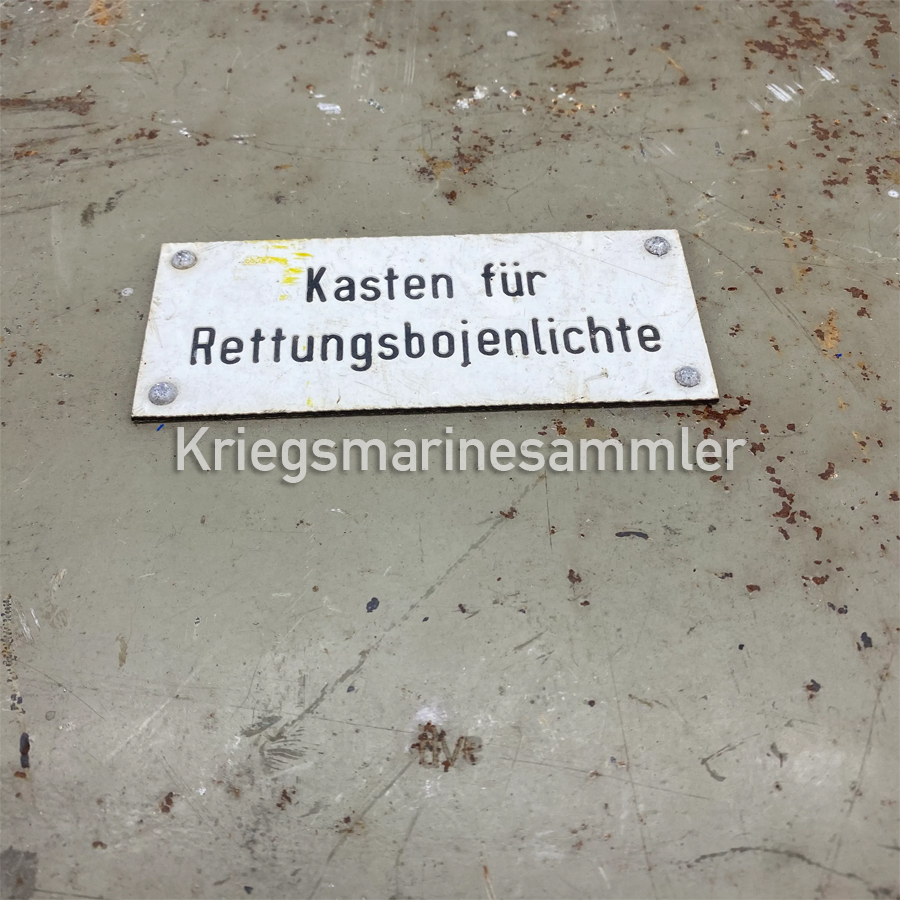 Kasten für
Rettungsbojenlichte
Kriegsmarinesammler